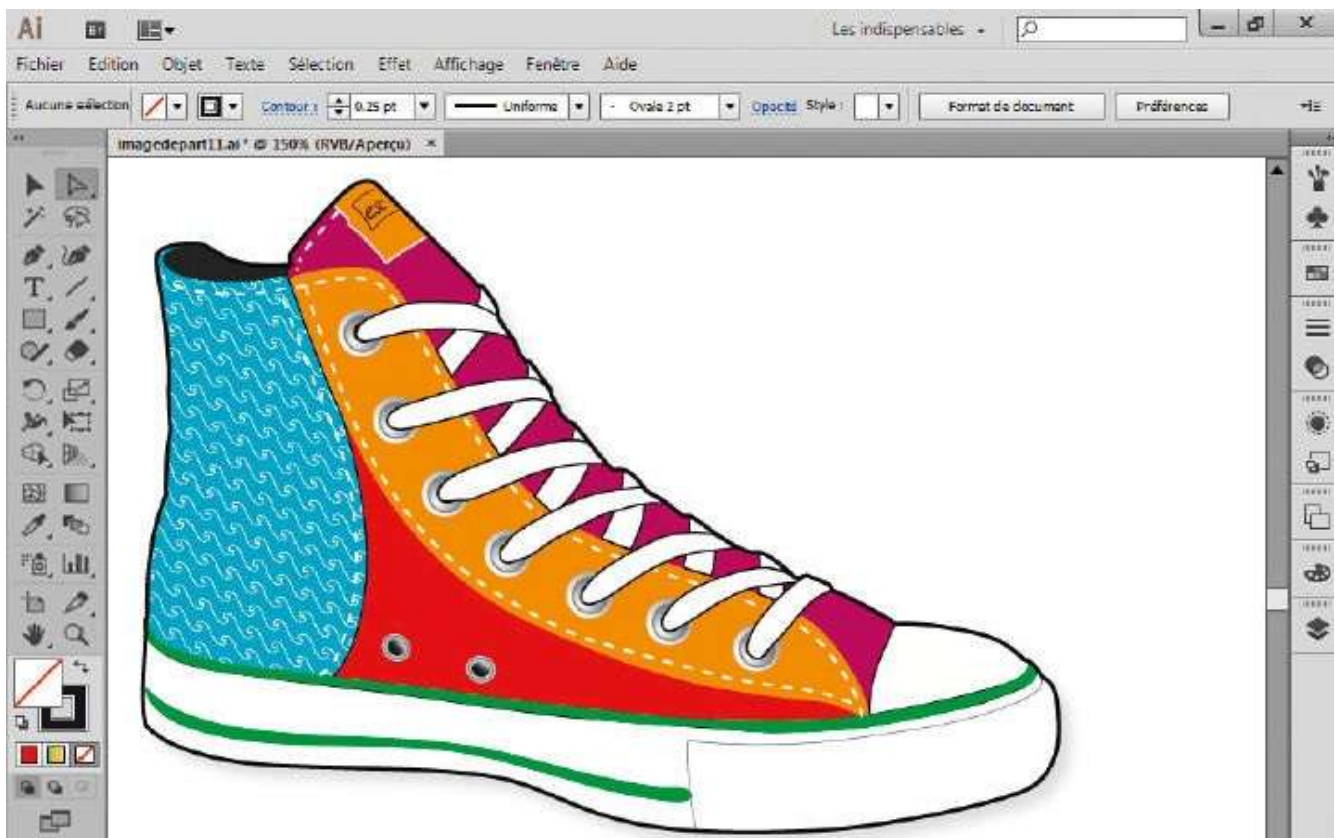 Ai Br Les indispensables
Fichier Edition Objet Texte Sélection Effet Affichage Fenêtre Aide
Aucune sélection Contour : 0.25 pt Uniforme Ovale 2 pt Opacité Style : Format de document Préférences
imagedepart11.ai* @ 150% (RVB/Aperçu) ×
T